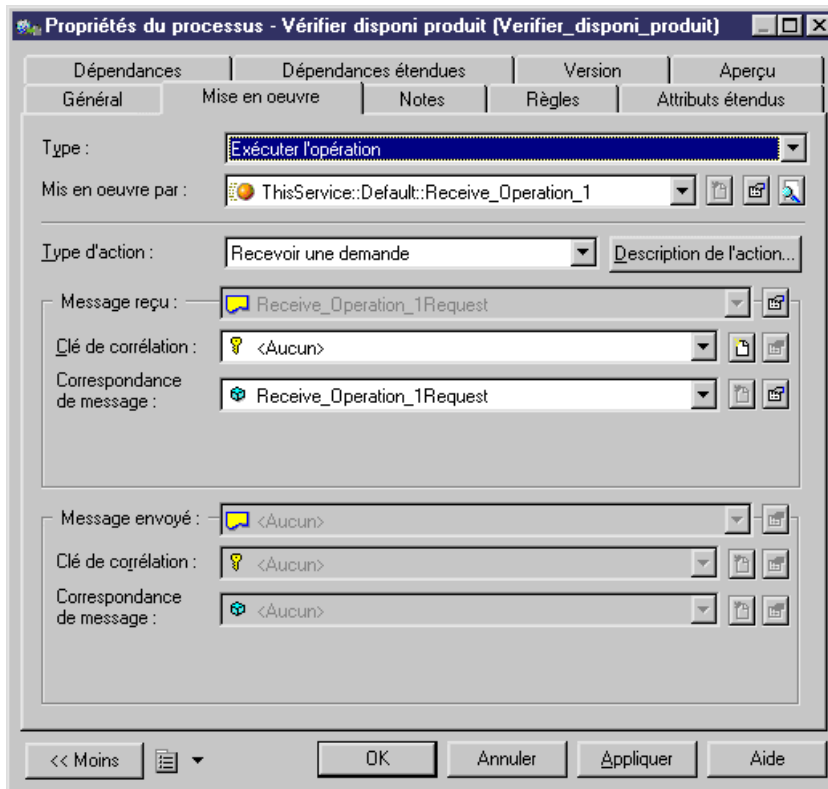 Propriétés du processus - Vérifier disponi produit (Verifier_disponi_produit)
Dépendances Dépendances étendues Version Aperçu
Général Mise en oeuvre Notes Règles Attributs étendus
Type : Exécuter l'opération
Mis en oeuvre par : ThisService::Default::Receive_Operation_1
Type d'action : Recevoir une demande Description de l'action...
Message reçu : Receive_Operation_1Request
Clé de corrélation : <Aucun>
Correspondance
de message : Receive_Operation_1Request
Message envoyé : <Aucun>
Clé de corrélation : <Aucun>
Correspondance
de message : <Aucun>
<< Moins OK Annuler Appliquer Aide